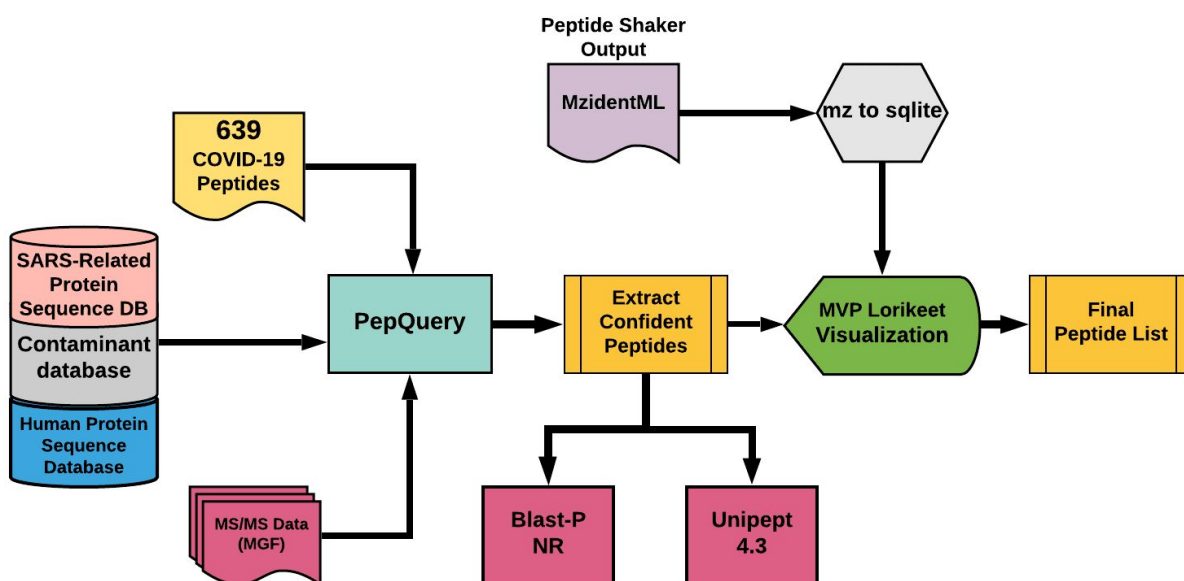 Peptide Shaker
Output
MzidentML
mz to sqlite
639
COVID-19
Peptides
SARS-Related
Protein
Sequence DB
Contaminant
database
Human Protein
Sequence
Database
PepQuery
Extract
Confident
Peptides
MVP Lorikeet
Visualization
Final
Peptide List
MS/MS Data
(MGF)
Blast-P
NR
Unipept
4.3